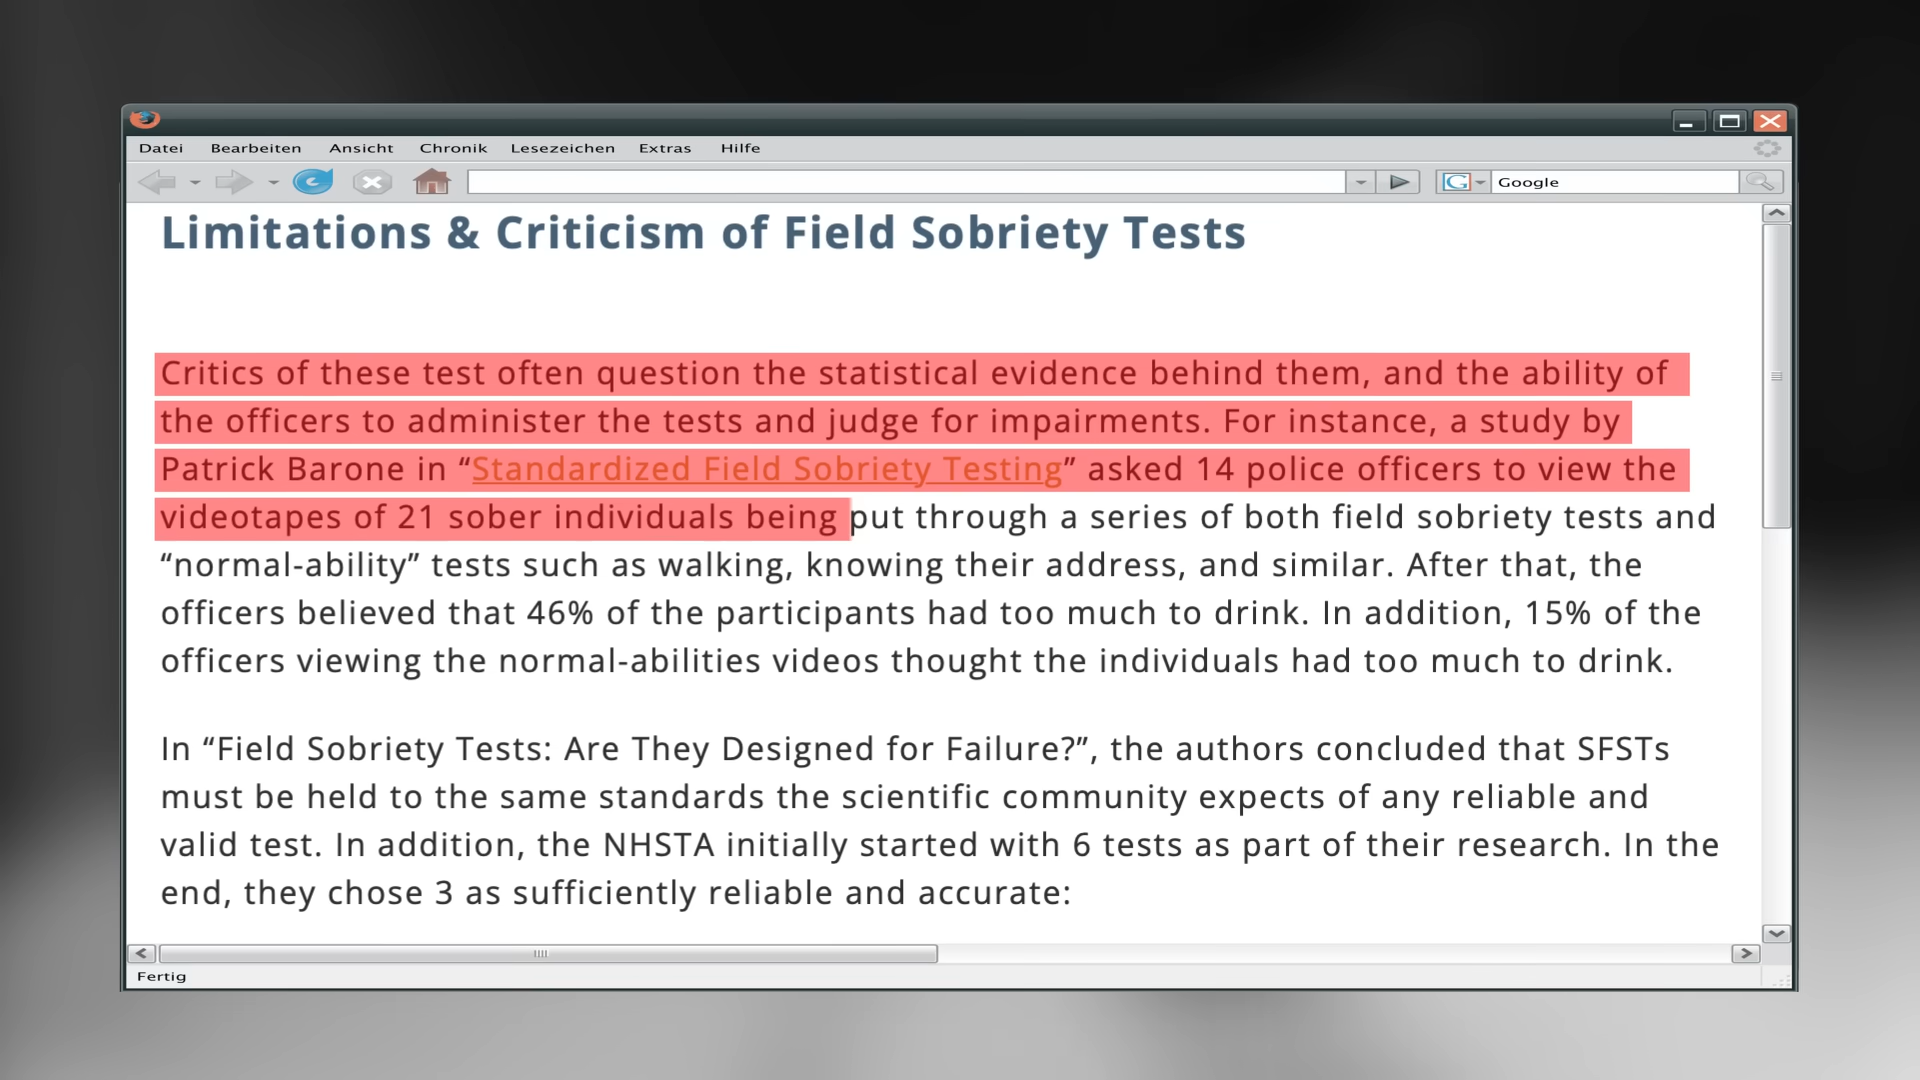 Datei Bearbeiten Ansicht Chronik Lesezeichen Extras Hilfe
Google
Limitations & Criticism of Field Sobriety Tests
Critics of these test often question the statistical evidence behind them, and the ability of
the officers to administer the tests and judge for impairments. For instance, a study by
Patrick Barone in “Standardized Field Sobriety Testing” asked 14 police officers to view the
videotapes of 21 sober individuals being put through a series of both field sobriety tests and
“normal-ability” tests such as walking, knowing their address, and similar. After that, the
officers believed that 46% of the participants had too much to drink. In addition, 15% of the
officers viewing the normal-abilities videos thought the individuals had too much to drink.
In “Field Sobriety Tests: Are They Designed for Failure?”, the authors concluded that SFSTs
must be held to the same standards the scientific community expects of any reliable and
valid test. In addition, the NHSTA initially started with 6 tests as part of their research. In the
end, they chose 3 as sufficiently reliable and accurate:
Fertig